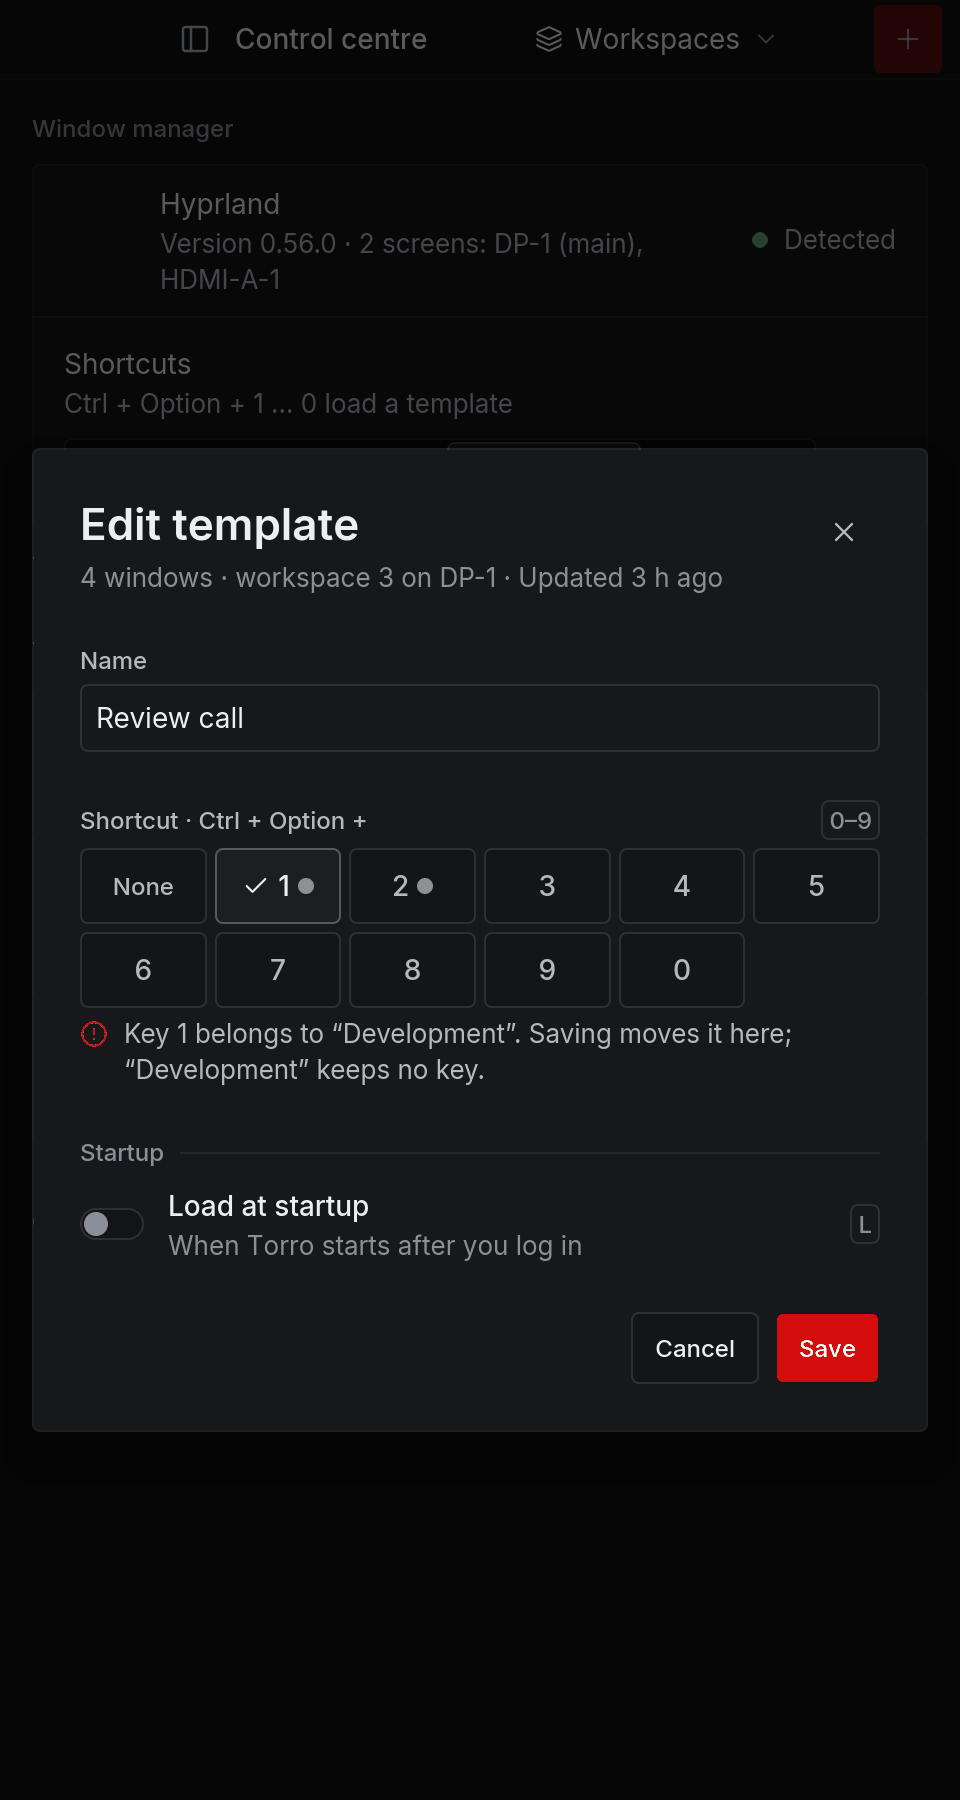 Control centre
Workspaces
Window manager
Hyprland
Version 0.56.0 · 2 screens: DP-1 (main),
HDMI-A-1
Detected
Shortcuts
Ctrl + Option + 1 … 0 load a template
Edit template
4 windows · workspace 3 on DP-1 · Updated 3 h ago
Name
Review call
Shortcut · Ctrl + Option +
0–9
None
1
2
3
4
5
6
7
8
9
0
Key 1 belongs to “Development”. Saving moves it here;
“Development” keeps no key.
Startup
Load at startup
When Torro starts after you log in
L
Cancel
Save